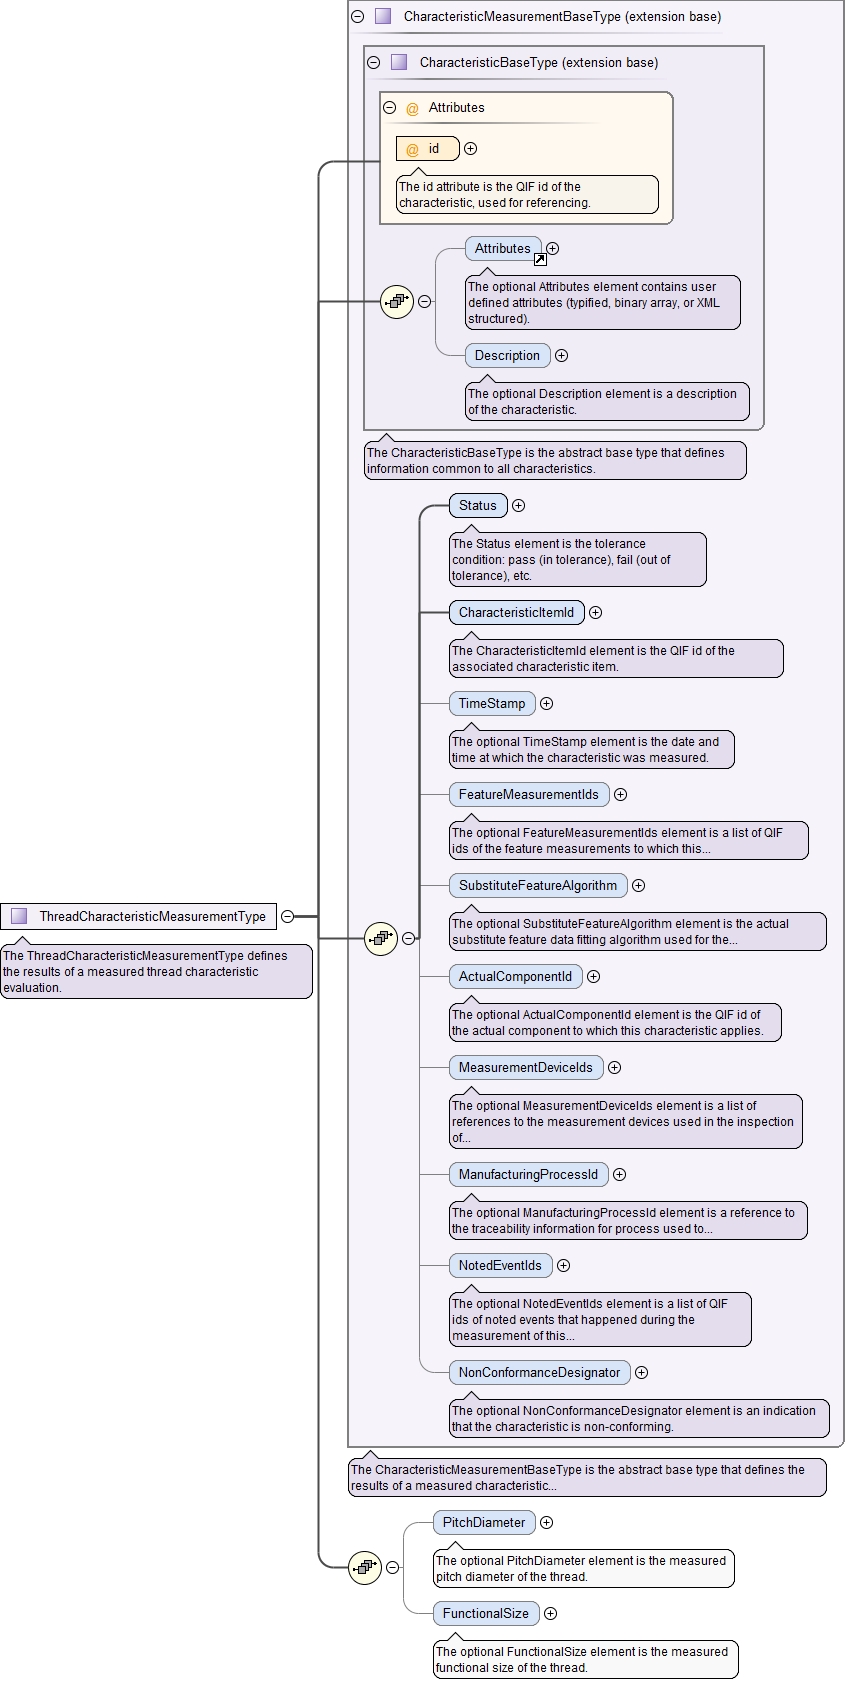 CharacteristicMeasurementBaseType (extension base)
CharacteristicBaseType (extension base)
@ Attributes
@ id
The id attribute is the QIF id of the
characteristic, used for referencing.
Attributes
The optional Attributes element contains user
defined attributes (typified, binary array, or XML
structured).
Description
The optional Description element is a description
of the characteristic.
The CharacteristicBaseType is the abstract base type that defines
information common to all characteristics.
Status
The Status element is the tolerance
condition: pass (in tolerance), fail (out of
tolerance), etc.
CharacteristicItemId
The CharacteristicItemId element is the QIF id of the
associated characteristic item.
TimeStamp
The optional TimeStamp element is the date and
time at which the characteristic was measured.
FeatureMeasurementIds
The optional FeatureMeasurementIds element is a list of QIF
ids of the feature measurements to which this...
SubstituteFeatureAlgorithm
The optional SubstituteFeatureAlgorithm element is the actual
substitute feature data fitting algorithm used for the...
ThreadCharacteristicMeasurementType
The ThreadCharacteristicMeasurementType defines
the results of a measured thread characteristic
evaluation.
ActualComponentId
The optional ActualComponentId element is the QIF id of
the actual component to which this characteristic applies.
MeasurementDeviceIds
The optional MeasurementDeviceIds element is a list of
references to the measurement devices used in the inspection
of...
ManufacturingProcessId
The optional ManufacturingProcessId element is a reference to
the traceability information for process used to...
NotedEventIds
The optional NotedEventIds element is a list of QIF
ids of noted events that happened during the
measurement of this...
NonConformanceDesignator
The optional NonConformanceDesignator element is an indication
that the characteristic is non-conforming.
The CharacteristicMeasurementBaseType is the abstract base type that defines the
results of a measured characteristic...
PitchDiameter
The optional PitchDiameter element is the measured
pitch diameter of the thread.
FunctionalSize
The optional FunctionalSize element is the measured
functional size of the thread.